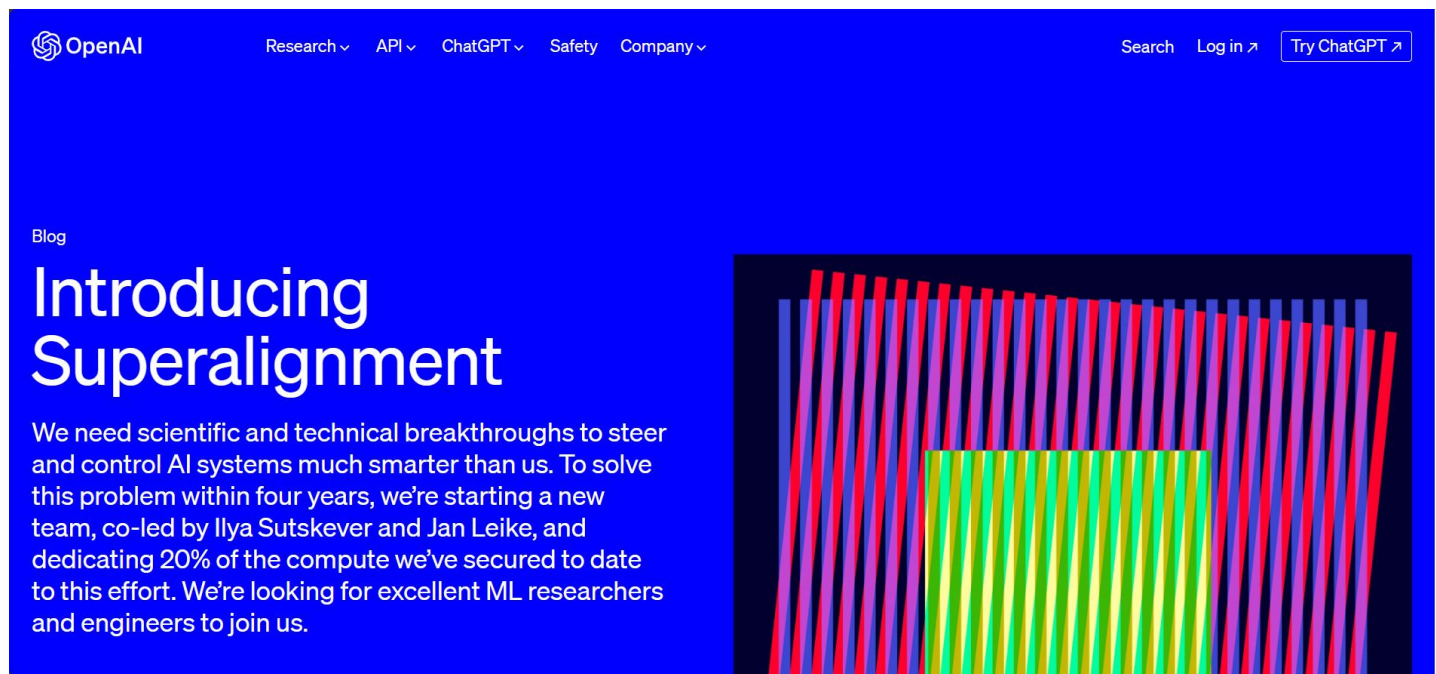 OpenAI
Research API ChatGPT Safety Company
Search Log in ↗ Try ChatGPT ↗
Blog
Introducing
Superalignment
We need scientific and technical breakthroughs to steer
and control AI systems much smarter than us. To solve
this problem within four years, we’re starting a new
team, co-led by Ilya Sutskever and Jan Leike, and
dedicating 20% of the compute we’ve secured to date
to this effort. We’re looking for excellent ML researchers
and engineers to join us.